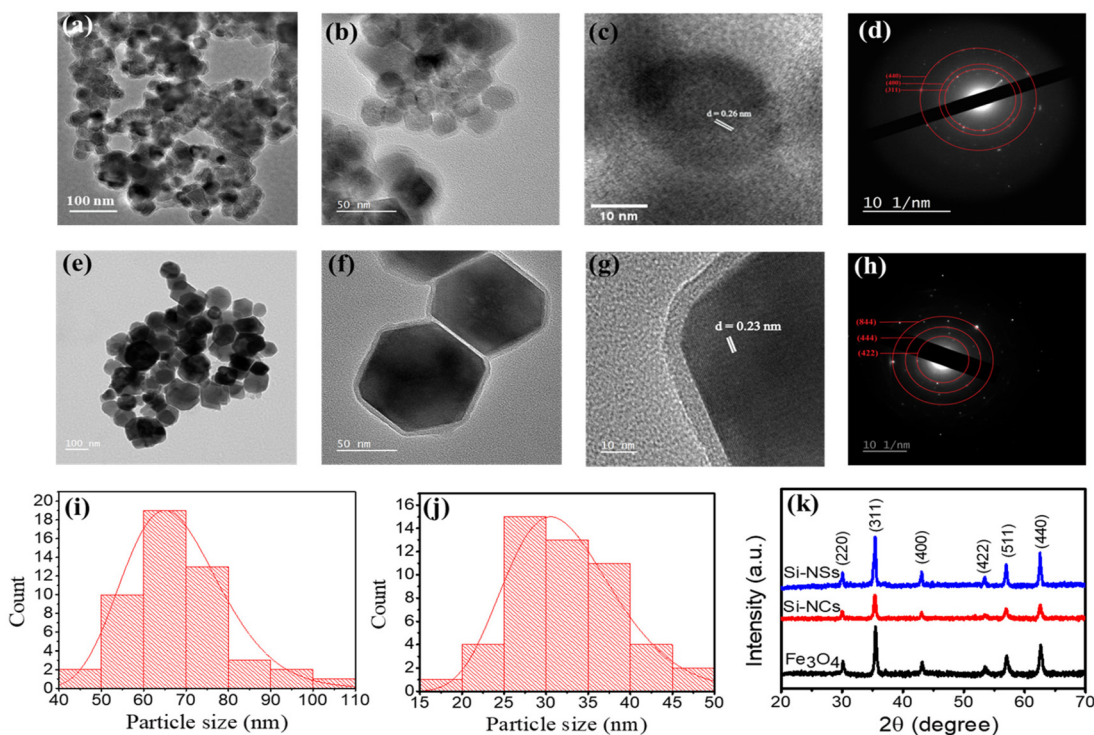 (a)
100 nm
(b)
50 nm
(c)
d = 0.26 nm
10 nm
(d)
(440)
(400)
(311)
10 1/nm
(e)
100 nm
(f)
50 nm
(g)
d = 0.23 nm
10 nm
(h)
(844)
(444)
(422)
10 1/nm
(i)
Count
20
18
16
14
12
10
8
6
4
2
0
40 50 60 70 80 90 100 110
Particle size (nm)
(j)
Count
16
14
12
10
8
6
4
2
0
15 20 25 30 35 40 45 50
Particle size (nm)
(k)
Intensity (a.u.)
(220) (311) (400) (422) (511) (440)
Si-NSs
Si-NCs
Fe₃O₄
20 30 40 50 60 70
2θ (degree)